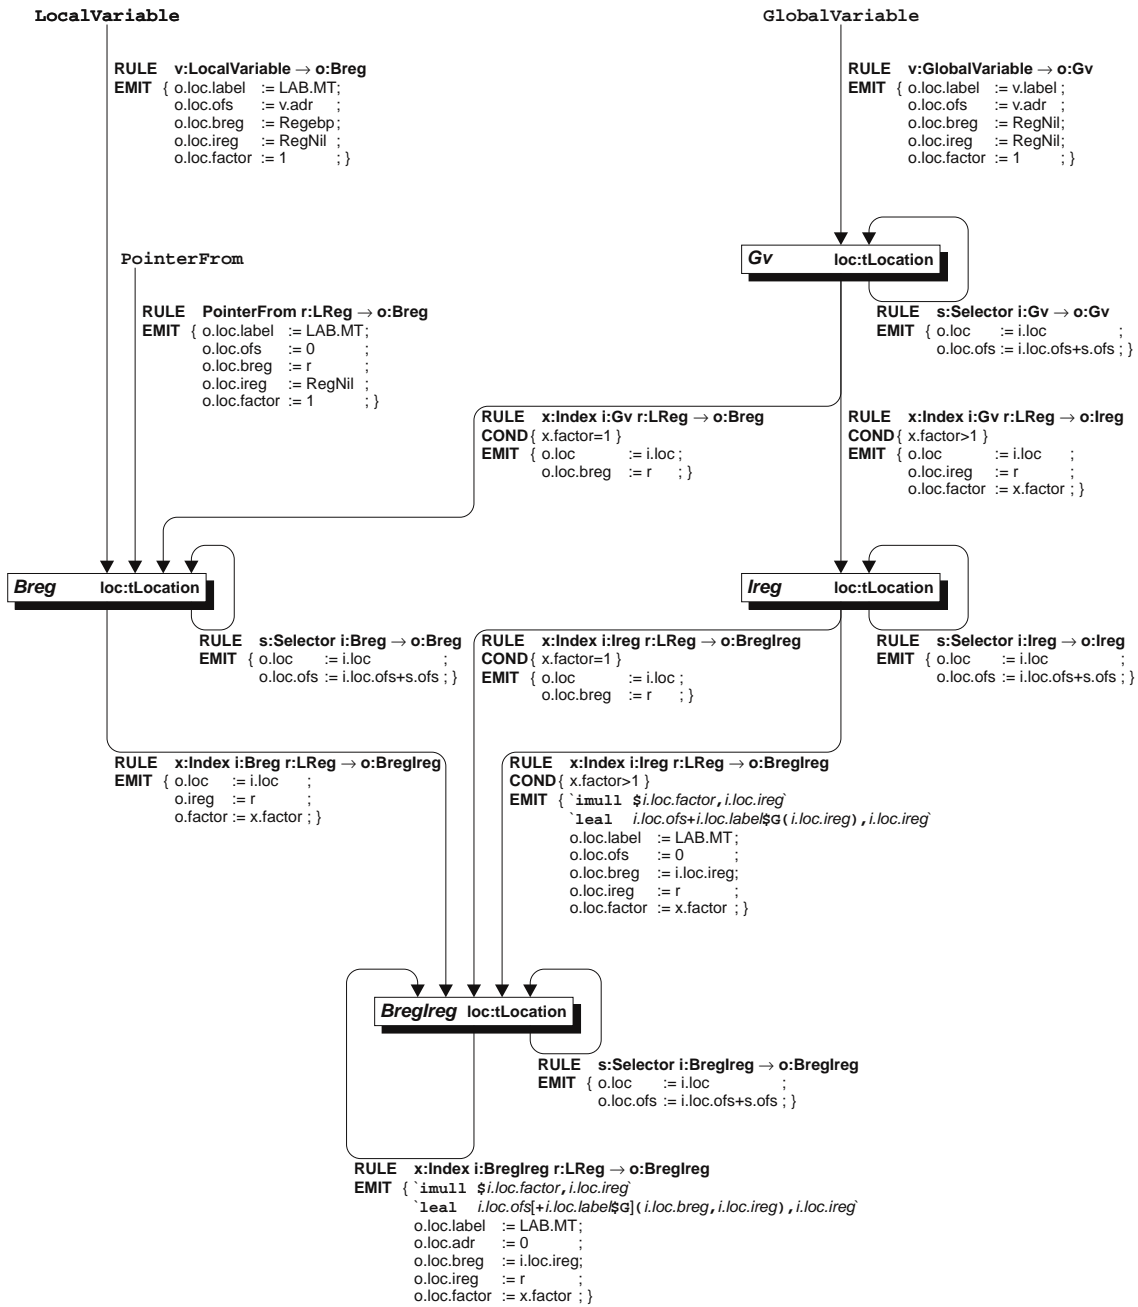 LocalVariable
GlobalVariable
RULE v:LocalVariable → o:Breg
EMIT { o.loc.label := LAB.MT;
o.loc.ofs := v.adr ;
o.loc.breg := Regebp;
o.loc.ireg := RegNil ;
o.loc.factor := 1 ; }
RULE v:GlobalVariable → o:Gv
EMIT { o.loc.label := v.label ;
o.loc.ofs := v.adr ;
o.loc.breg := RegNil;
o.loc.ireg := RegNil;
o.loc.factor := 1 ; }
Gv loc:tLocation
PointerFrom
RULE PointerFrom r:LReg → o:Breg
EMIT { o.loc.label := LAB.MT;
o.loc.ofs := 0 ;
o.loc.breg := r ;
o.loc.ireg := RegNil ;
o.loc.factor := 1 ; }
RULE s:Selector i:Gv → o:Gv
EMIT { o.loc := i.loc ;
o.loc.ofs := i.loc.ofs+s.ofs ; }
RULE x:Index i:Gv r:LReg → o:Breg
COND { x.factor=1 }
EMIT { o.loc := i.loc ;
o.loc.breg := r ; }
RULE x:Index i:Gv r:LReg → o:Ireg
COND { x.factor>1 }
EMIT { o.loc := i.loc ;
o.loc.ireg := r ;
o.loc.factor := x.factor ; }
Breg loc:tLocation
Ireg loc:tLocation
RULE s:Selector i:Breg → o:Breg
EMIT { o.loc := i.loc ;
o.loc.ofs := i.loc.ofs+s.ofs ; }
RULE x:Index i:Ireg r:LReg → o:BregIreg
COND { x.factor=1 }
EMIT { o.loc := i.loc ;
o.loc.breg := r ; }
RULE s:Selector i:Ireg → o:Ireg
EMIT { o.loc := i.loc ;
o.loc.ofs := i.loc.ofs+s.ofs ; }
RULE x:Index i:Breg r:LReg → o:BregIreg
EMIT { o.loc := i.loc ;
o.ireg := r ;
o.factor := x.factor ; }
RULE x:Index i:Ireg r:LReg → o:BregIreg
COND { x.factor>1 }
EMIT { `imull $i.loc.factor,i.loc.ireg`
`leal i.loc.ofs+i.loc.label$G(i.loc.ireg),i.loc.ireg`
o.loc.label := LAB.MT;
o.loc.ofs := 0 ;
o.loc.breg := i.loc.ireg;
o.loc.ireg := r ;
o.loc.factor := x.factor ; }
BregIreg loc:tLocation
RULE s:Selector i:BregIreg → o:BregIreg
EMIT { o.loc := i.loc ;
o.loc.ofs := i.loc.ofs+s.ofs ; }
RULE x:Index i:BregIreg r:LReg → o:BregIreg
EMIT { `imull $i.loc.factor,i.loc.ireg`
`leal i.loc.ofs[+i.loc.label$G](i.loc.breg,i.loc.ireg),i.loc.ireg`
o.loc.label := LAB.MT;
o.loc.adr := 0 ;
o.loc.breg := i.loc.ireg;
o.loc.ireg := r ;
o.loc.factor := x.factor ; }